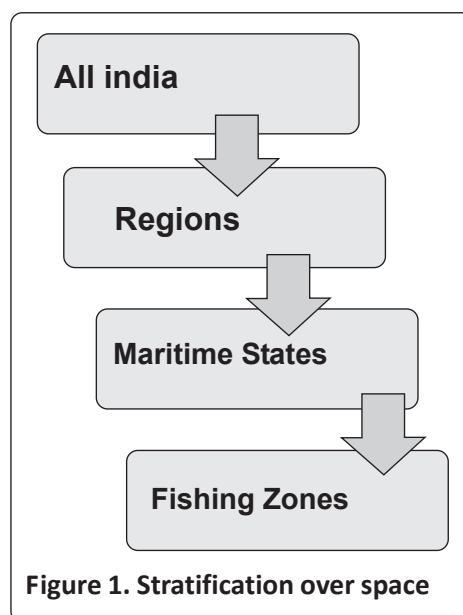 All india
Regions
Maritime States
Fishing Zones
Figure 1. Stratification over space